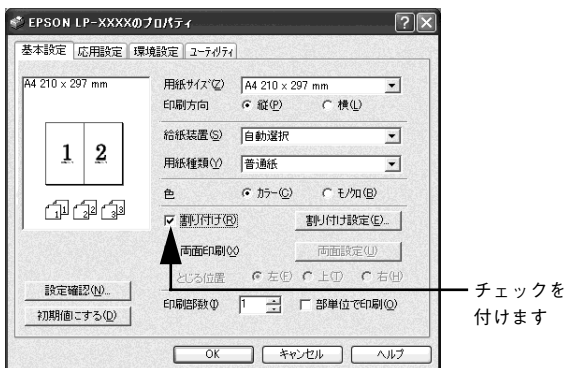 EPSON LP-XXXXのプロパティ
基本設定 応用設定 環境設定 ユーティリティ
A4 210 x 297 mm
1 2
1 2 3
設定確認(N)...
初期値にする(D)
用紙サイズ(Z) A4 210 x 297 mm
印刷方向 縦(P) 横(L)
給紙装置(S) 自動選択
用紙種類(Y) 普通紙
色 カラー(C) モノクロ(B)
割り付け(R) 割り付け設定(E)...
両面印刷(X) 両面設定(U)
とじる位置 左(F) 上(T) 右(H)
印刷部数(I) 1 部単位で印刷(O)
OK キャンセル ヘルプ
チェックを
付けます